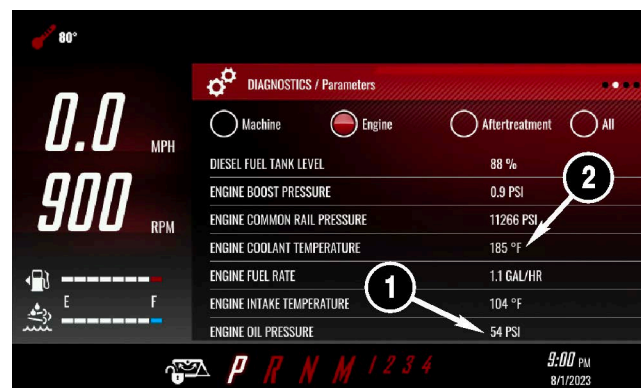 80°
DIAGNOSTICS / Parameters
0.0 MPH
Machine Engine Aftertreatment All
DIESEL FUEL TANK LEVEL 88 %
900 RPM
ENGINE BOOST PRESSURE 0.9 PSI
ENGINE COMMON RAIL PRESSURE 11266 PSI
ENGINE COOLANT TEMPERATURE 185 °F
ENGINE FUEL RATE 1.1 GAL/HR
ENGINE INTAKE TEMPERATURE 104 °F
ENGINE OIL PRESSURE 54 PSI
2
1
E F
P R N M 1 2 3 4
9:00 PM
8/1/2023